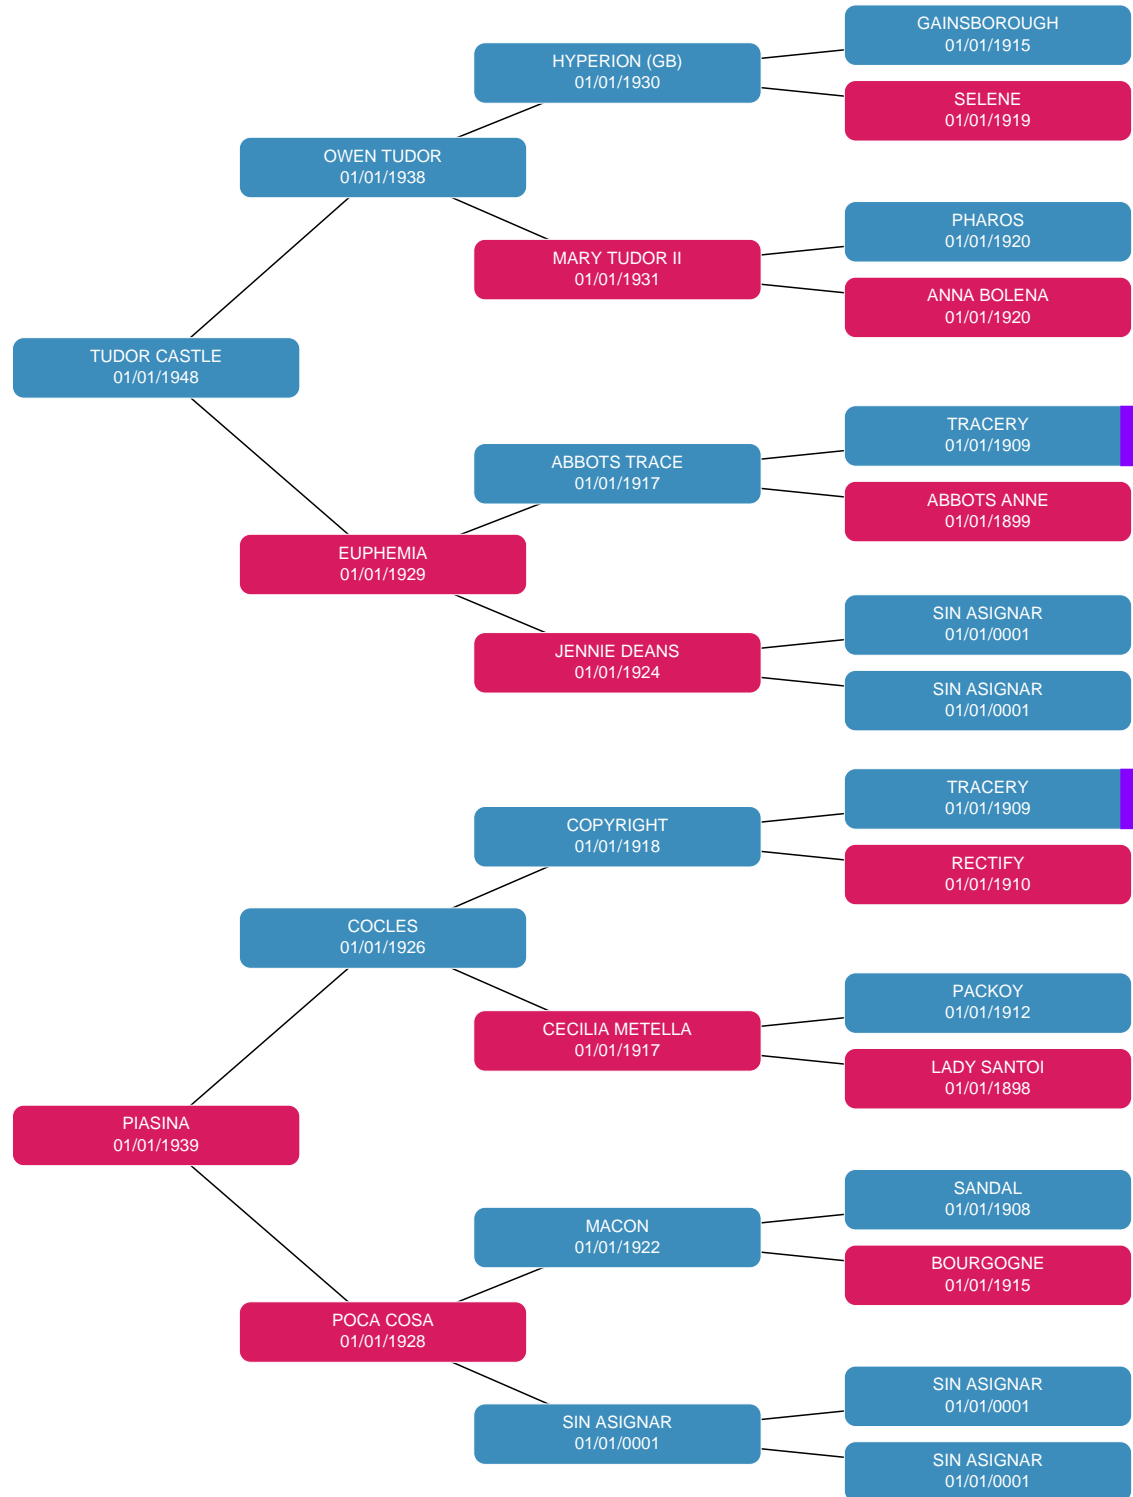 GAINSBOROUGH
01/01/1915
HYPERION (GB)
01/01/1930
SELENE
01/01/1919
OWEN TUDOR
01/01/1938
PHAROS
01/01/1920
MARY TUDOR II
01/01/1931
ANNA BOLENA
01/01/1920
TUDOR CASTLE
01/01/1948
TRACERY
01/01/1909
ABBOTS TRACE
01/01/1917
ABBOTS ANNE
01/01/1899
EUPHEMIA
01/01/1929
SIN ASIGNAR
01/01/0001
JENNIE DEANS
01/01/1924
SIN ASIGNAR
01/01/0001
TRACERY
01/01/1909
COPYRIGHT
01/01/1918
RECTIFY
01/01/1910
COCLES
01/01/1926
PACKOY
01/01/1912
CECILIA METELLA
01/01/1917
LADY SANTOI
01/01/1898
PIASINA
01/01/1939
SANDAL
01/01/1908
MACON
01/01/1922
BOURGOGNE
01/01/1915
POCA COSA
01/01/1928
SIN ASIGNAR
01/01/0001
SIN ASIGNAR
01/01/0001
SIN ASIGNAR
01/01/0001